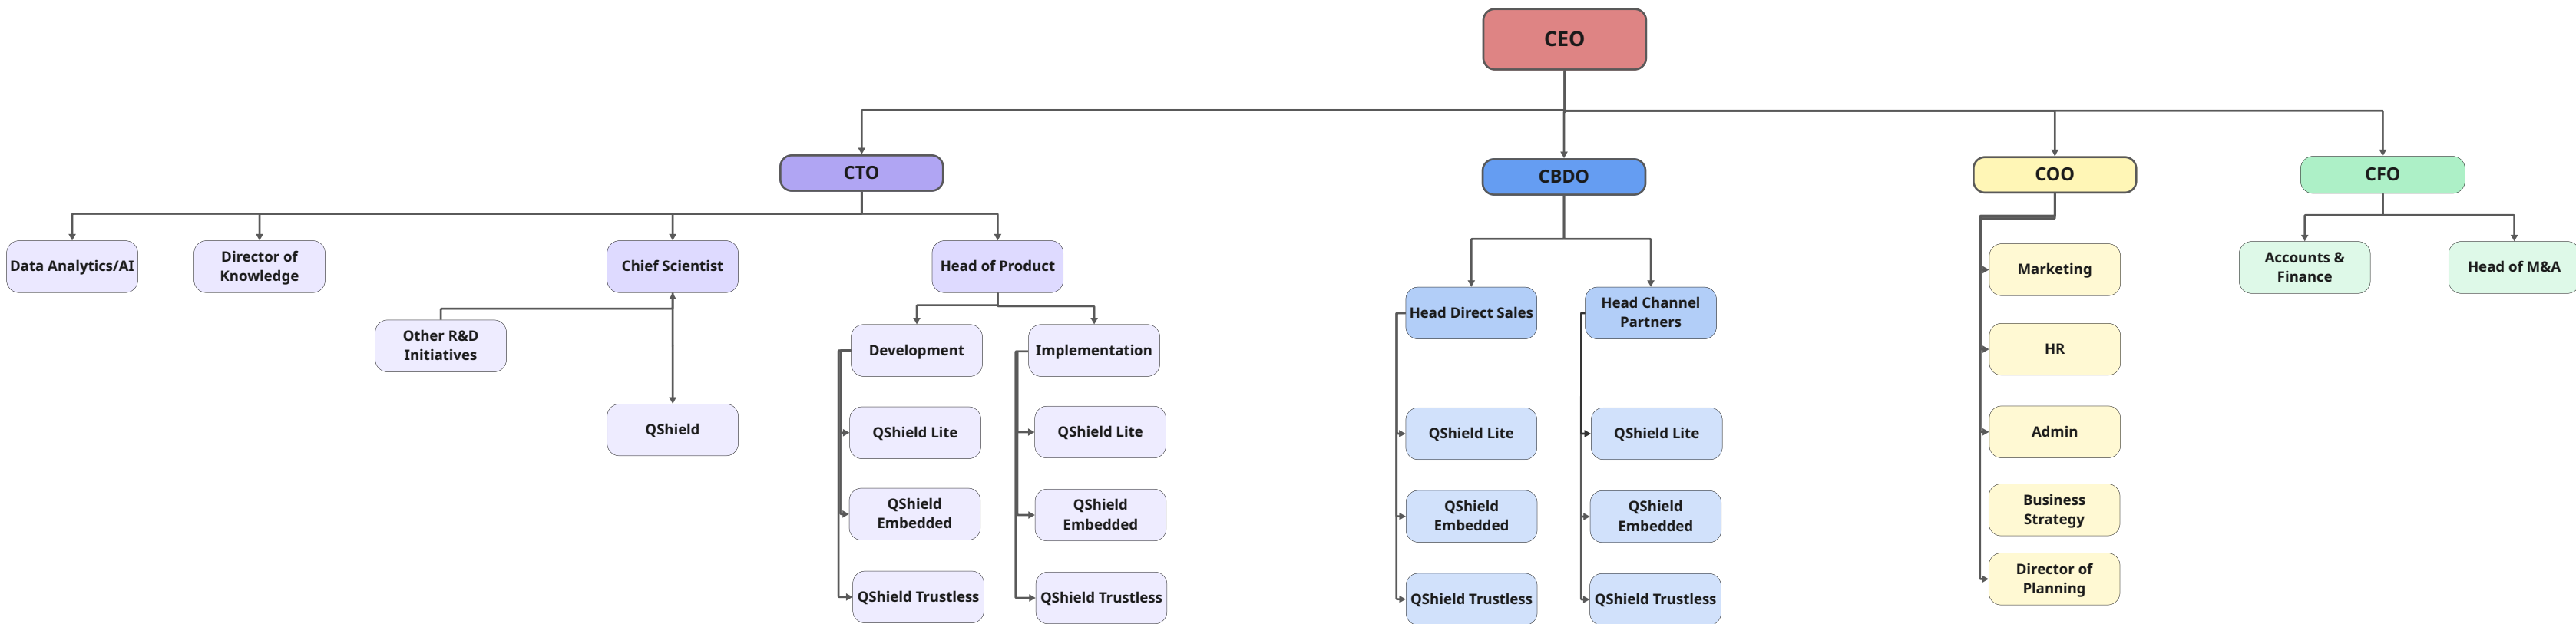 CEO
CTO
CBDO
COO
CFO
Data Analytics/AI
Director of
Knowledge
Chief Scientist
Head of Product
Other R&D
Initiatives
QShield
Development
QShield Lite
QShield
Embedded
QShield Trustless
Implementation
QShield Lite
QShield
Embedded
QShield Trustless
Head Direct Sales
QShield Lite
QShield
Embedded
QShield Trustless
Head Channel
Partners
QShield Lite
QShield
Embedded
QShield Trustless
Marketing
HR
Admin
Business
Strategy
Director of
Planning
Accounts &
Finance
Head of M&A